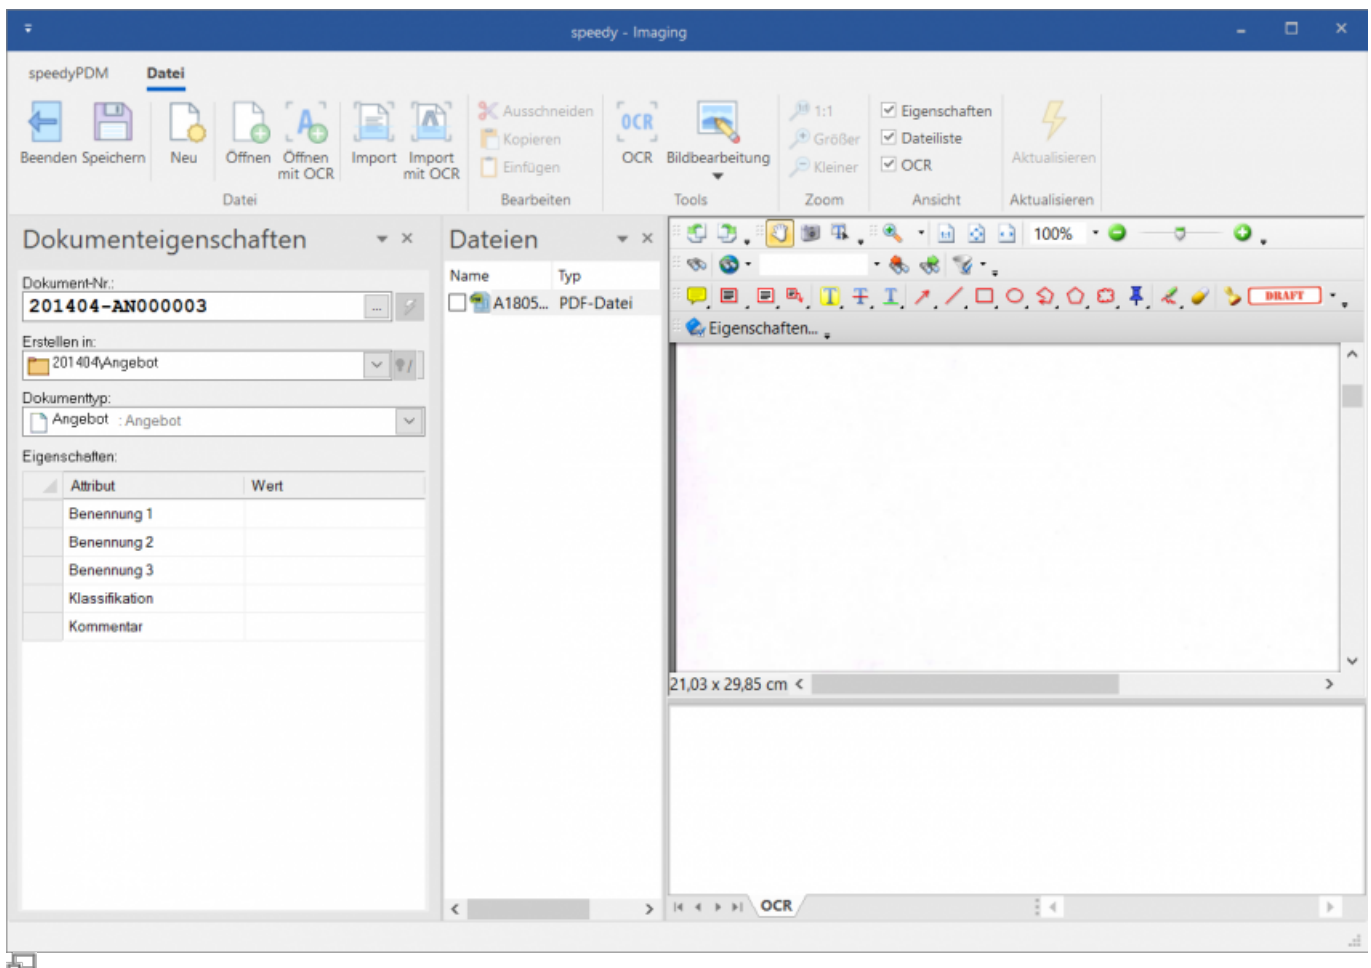 speedy - Imaging
speedyPDM Datei
Beenden Speichern Neu Öffnen Öffnen mit OCR Import Import mit OCR
Datei
Ausschneiden
Kopieren
Einfügen
Bearbeiten
OCR
OCR Bildbearbeitung
Tools
1:1
Größer
Kleiner
Zoom
Eigenschaften
Dateiliste
OCR
Ansicht
Aktualisieren
Aktualisieren
Dokumenteigenschaften
Dokument-Nr.:
201404-AN000003 ...
Erstellen in:
201404\Angebot
Dokumenttyp:
Angebot : Angebot
Eigenschaften:
Attribut Wert
Benennung 1
Benennung 2
Benennung 3
Klassifikation
Kommentar
Dateien
Name Typ
A1805... PDF-Datei
100%
DRAFT
Eigenschaften...
21,03 x 29,85 cm
OCR